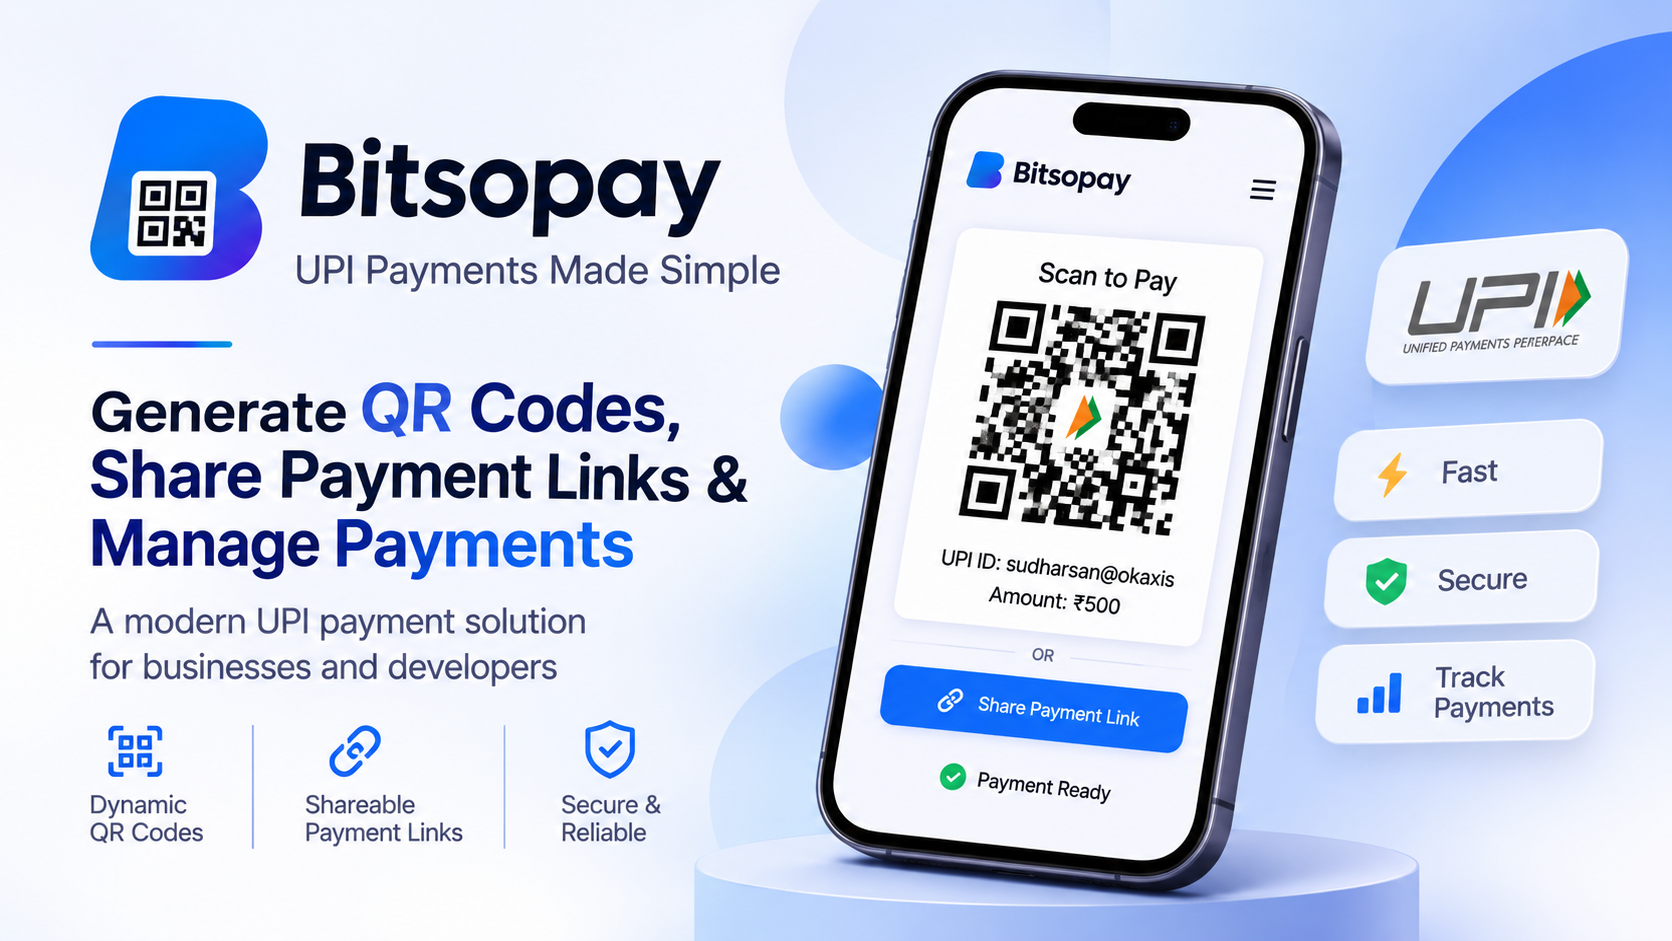 Bitsopay
UPI Payments Made Simple
Generate QR Codes,
Share Payment Links &
Manage Payments
A modern UPI payment solution
for businesses and developers
Dynamic
QR Codes
Shareable
Payment Links
Secure &
Reliable
Bitsopay
Scan to Pay
UPI ID: sudharsan@okaxis
Amount: ₹500
OR
Share Payment Link
Payment Ready
UPI
UNIFIED PAYMENTS
Fast
Secure
Track
Payments